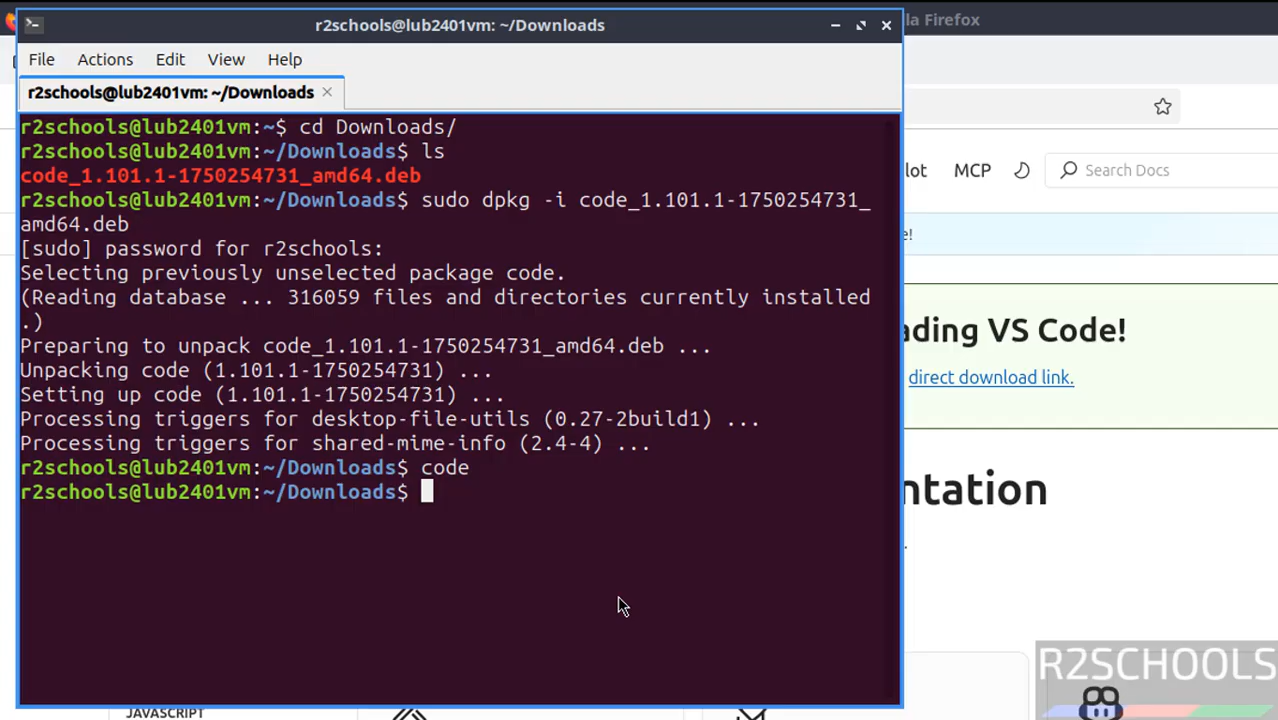 r2schools@lub2401vm: ~/Downloads
la Firefox
File Actions Edit View Help
r2schools@lub2401vm: ~/Downloads
r2schools@lub2401vm:~$ cd Downloads/
r2schools@lub2401vm:~/Downloads$ ls
code_1.101.1-1750254731_amd64.deb
r2schools@lub2401vm:~/Downloads$ sudo dpkg -i code_1.101.1-1750254731_
amd64.deb
[sudo] password for r2schools:
Selecting previously unselected package code.
(Reading database ... 316059 files and directories currently installed
.)
Preparing to unpack code_1.101.1-1750254731_amd64.deb ...
Unpacking code (1.101.1-1750254731) ...
Setting up code (1.101.1-1750254731) ...
Processing triggers for desktop-file-utils (0.27-2build1) ...
Processing triggers for shared-mime-info (2.4-4) ...
r2schools@lub2401vm:~/Downloads$ code
r2schools@lub2401vm:~/Downloads$
lot MCP Search Docs
e!
ading VS Code!
direct download link.
ntation
R2SCHOOLS
JAVASCRIPT